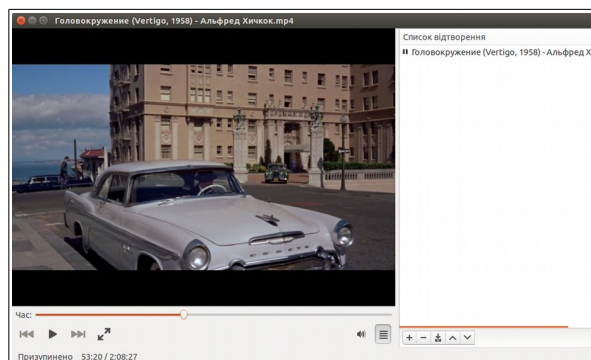 Головокружение (Vertigo, 1958) - Альфред Хичкок.mp4
Список відтворення
Головокружение (Vertigo, 1958) - Альфред Х
Час:
Призупинено 53:20 / 2:08:27